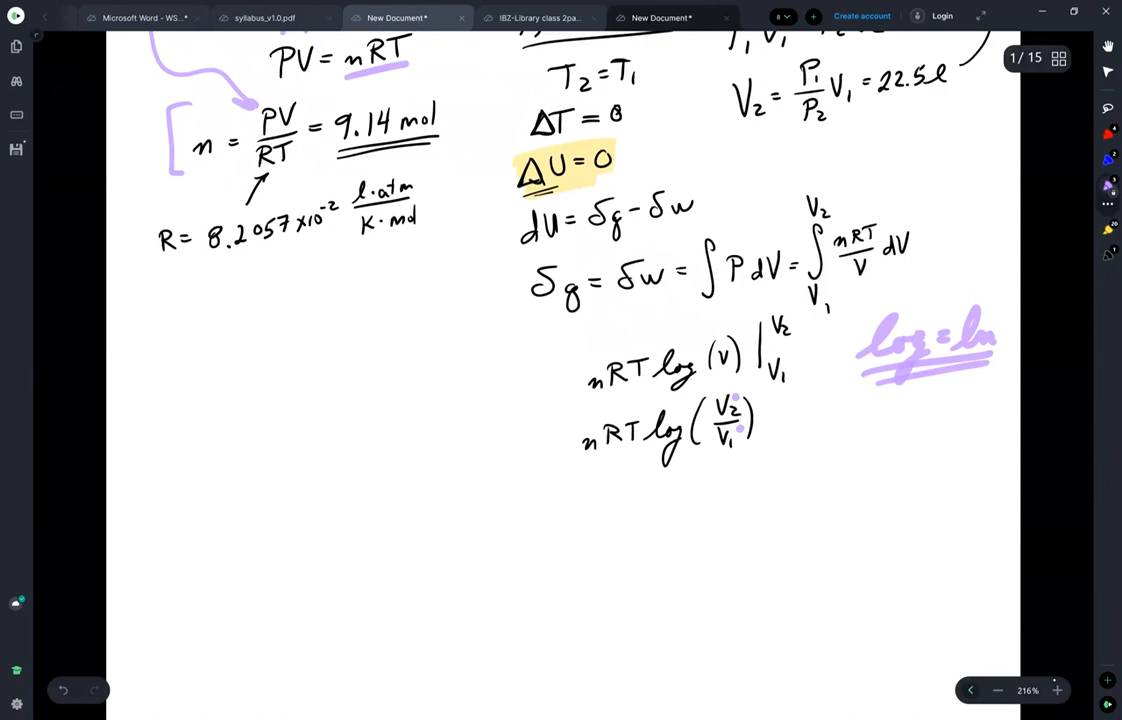 Microsoft Word - WS...*
syllabus_v1.0.pdf
New Document*
IBZ-Library class 2pa...
New Document*
Create account
Login
1 / 15
PV = nRT
n = PV/RT = 9.14 mol
R = 8.2057 x10⁻² l·atm/K·mol
T₂ = T₁
ΔT = 0
ΔU = 0
dU = δq - δw
δq = δw = ∫ P dV = ∫ V₁ V₂ nRT/V dV
nRT log (V) | V₂ V₁
nRT log (V₂/V₁)
V₂ = P₁/P₂ V₁ = 22.5 l
log = ln
216%